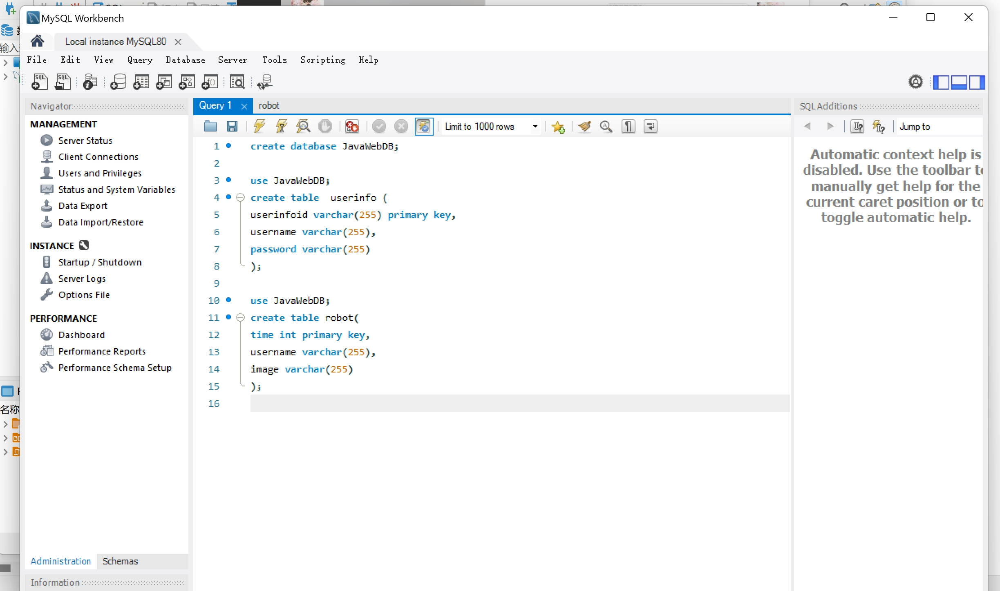 MySQL Workbench
Local instance MySQL80
File Edit View Query Database Server Tools Scripting Help
输入
Navigator
MANAGEMENT
Server Status
Client Connections
Users and Privileges
Status and System Variables
Data Export
Data Import/Restore
INSTANCE
Startup / Shutdown
Server Logs
Options File
PERFORMANCE
Dashboard
Performance Reports
Performance Schema Setup
名称
Administration Schemas
Information
Query 1 robot
Limit to 1000 rows
1 create database JavaWebDB;
2
3 use JavaWebDB;
4 create table  userinfo (
5 userinfoid varchar(255) primary key,
6 username varchar(255),
7 password varchar(255)
8 );
9
10 use JavaWebDB;
11 create table robot(
12 time int primary key,
13 username varchar(255),
14 image varchar(255)
15 );
16
SQLAdditions
Jump to
Automatic context help is
disabled. Use the toolbar to
manually get help for the
current caret position or to
toggle automatic help.